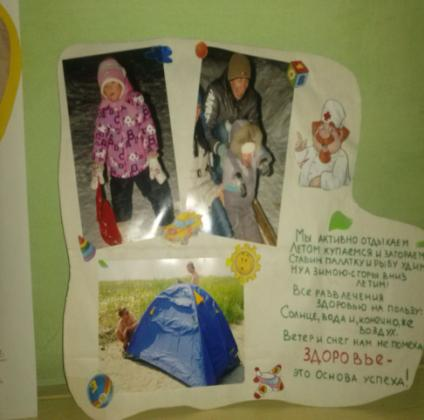 Мы активно отдыхаем
Летом купаемся и загораем
Ставим палатку и рыбу удим
Ну а зимою с горы вниз
летим!
Все развлечения
здоровью на пользу:
Солнце, вода и, конечно, же
воздух.
Ветер и снег нам не помеха
ЗДОРОВЬЕ-
это основа успеха!